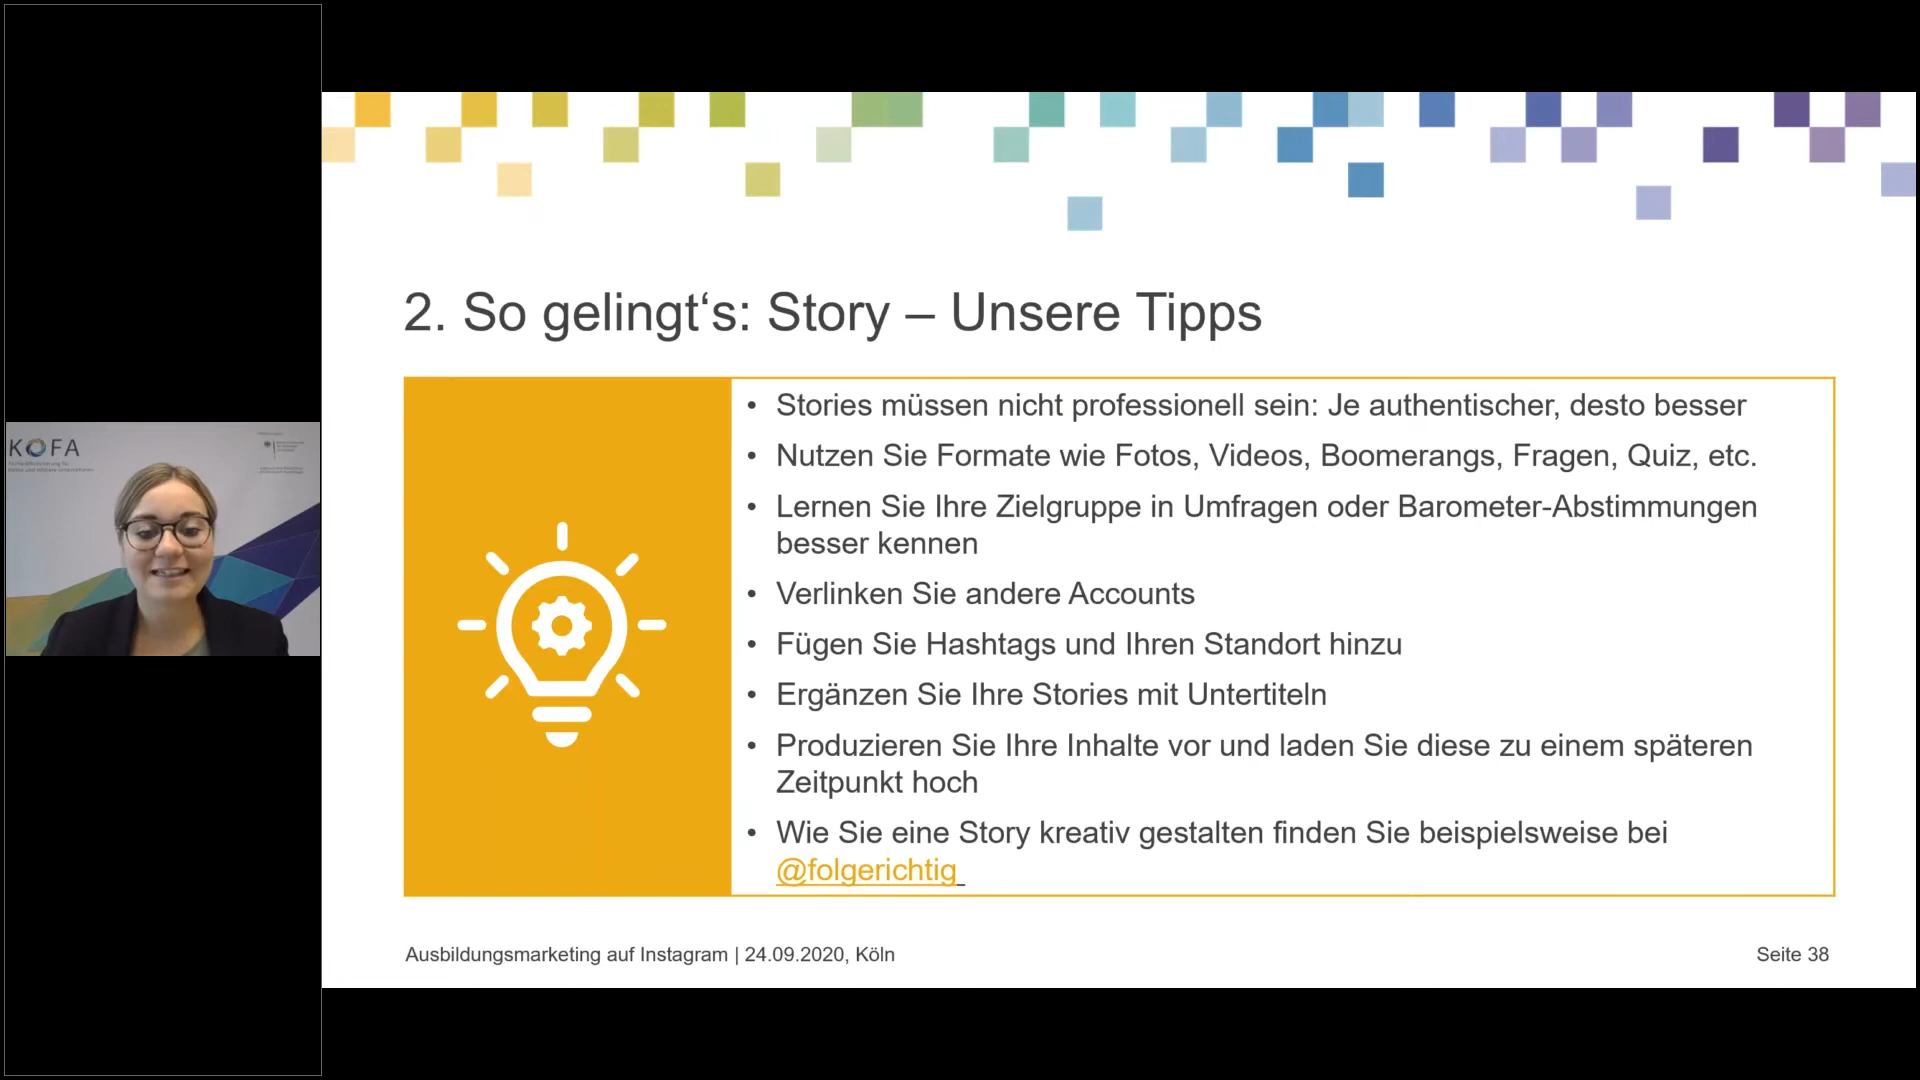 KOFA
2. So gelingt‘s: Story – Unsere Tipps
• Stories müssen nicht professionell sein: Je authentischer, desto besser
• Nutzen Sie Formate wie Fotos, Videos, Boomerangs, Fragen, Quiz, etc.
• Lernen Sie Ihre Zielgruppe in Umfragen oder Barometer-Abstimmungen
besser kennen
• Verlinken Sie andere Accounts
• Fügen Sie Hashtags und Ihren Standort hinzu
• Ergänzen Sie Ihre Stories mit Untertiteln
• Produzieren Sie Ihre Inhalte vor und laden Sie diese zu einem späteren
Zeitpunkt hoch
• Wie Sie eine Story kreativ gestalten finden Sie beispielsweise bei
@folgerichtig
Ausbildungsmarketing auf Instagram | 24.09.2020, Köln
Seite 38